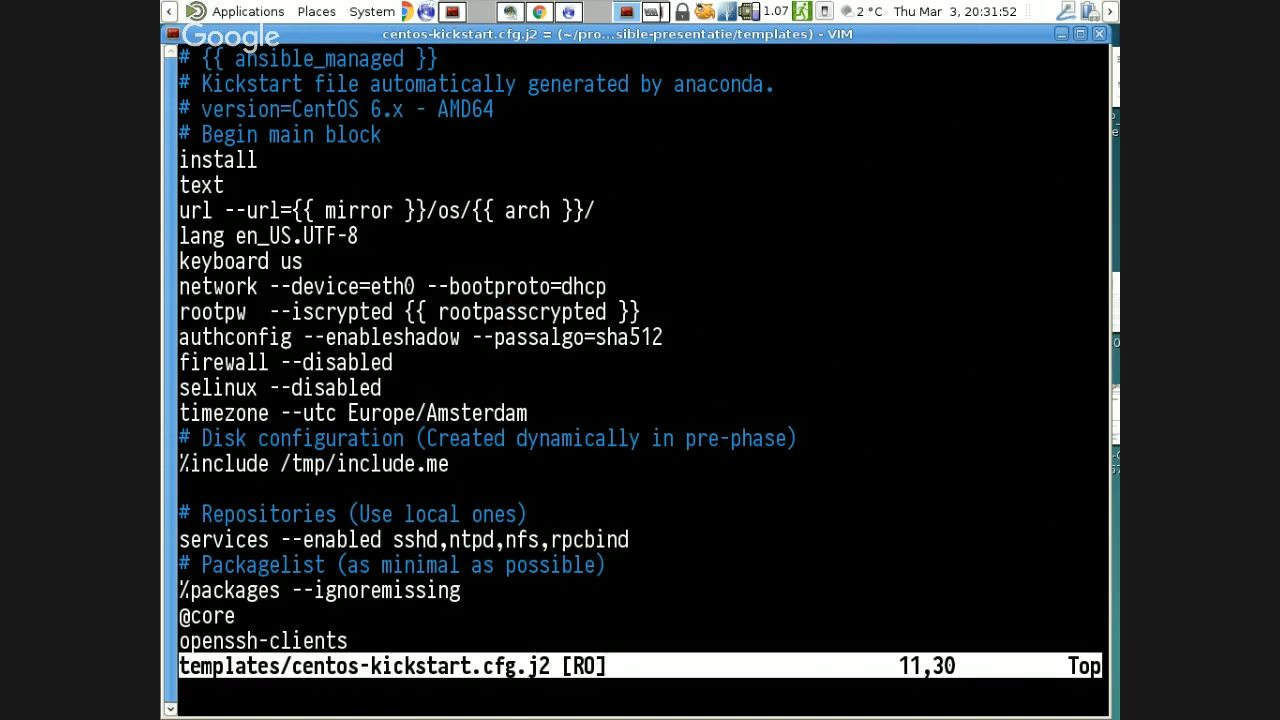 Applications Places System 1.07 2 °C Thu Mar 3, 20:31:52
Google
centos-kickstart.cfg.j2 = (~/pro...sible-presentatie/templates) - VIM
# {{ ansible_managed }}
# Kickstart file automatically generated by anaconda.
# version=CentOS 6.x - AMD64
# Begin main block
install
text
url --url={{ mirror }}/os/{{ arch }}/
lang en_US.UTF-8
keyboard us
network --device=eth0 --bootproto=dhcp
rootpw  --iscrypted {{ rootpasscrypted }}
authconfig --enableshadow --passalgo=sha512
firewall --disabled
selinux --disabled
timezone --utc Europe/Amsterdam
# Disk configuration (Created dynamically in pre-phase)
%include /tmp/include.me
# Repositories (Use local ones)
services --enabled sshd,ntpd,nfs,rpcbind
# Packagelist (as minimal as possible)
%packages --ignoremissing
@core
openssh-clients
templates/centos-kickstart.cfg.j2 [RO] 11,30 Top